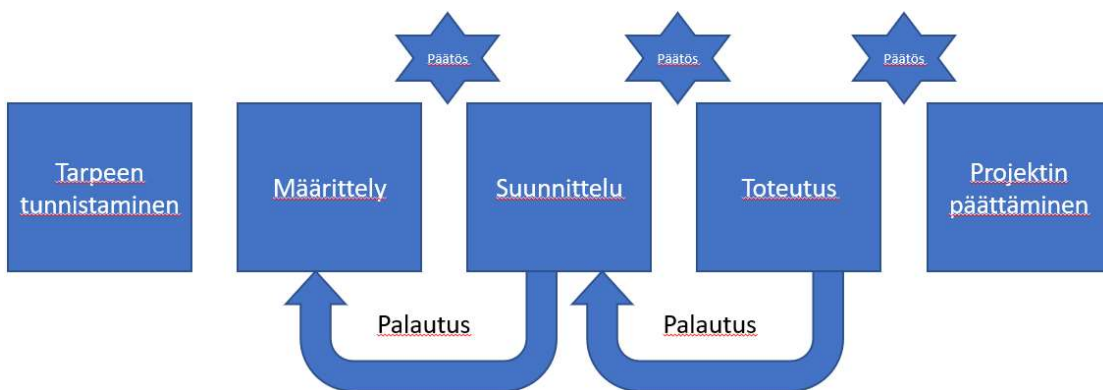 Päätös
Päätös
Päätös
Tarpeen
tunnistaminen
Määrittely
Suunnittelu
Toteutus
Projektin
päättäminen
Palautus
Palautus